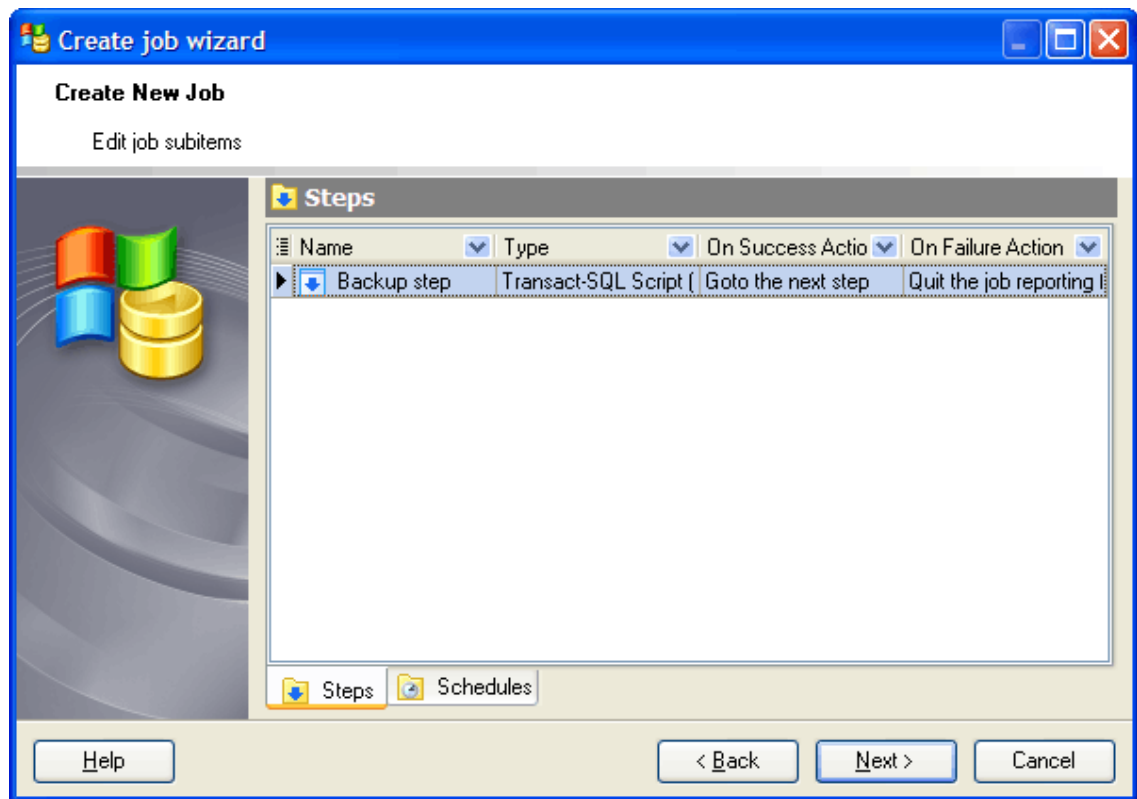 Create job wizard
Create New Job
Edit job subitems
Steps
Name Type On Success Actio On Failure Action
Backup step Transact-SQL Script ( Goto the next step Quit the job reporting
Steps Schedules
Help < Back Next > Cancel